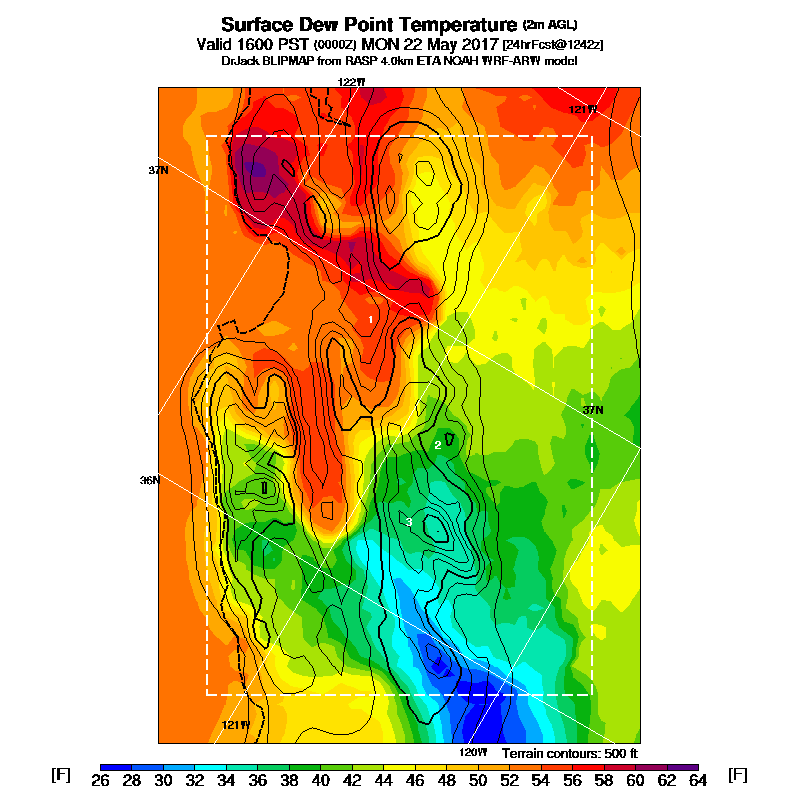 Surface Dew Point Temperature (2m AGL)
Valid 1600 PST (0000Z) MON 22 May 2017 [24hrFcst@1242z]
DrJack BLIPMAP from RASP 4.0km ETA NOAH WRF-ARW model
122W
121W
37N
1
37N
2
36N
3
121W
120W Terrain contours: 500 ft
[F] 26 28 30 32 34 36 38 40 42 44 46 48 50 52 54 56 58 60 62 64 [F]